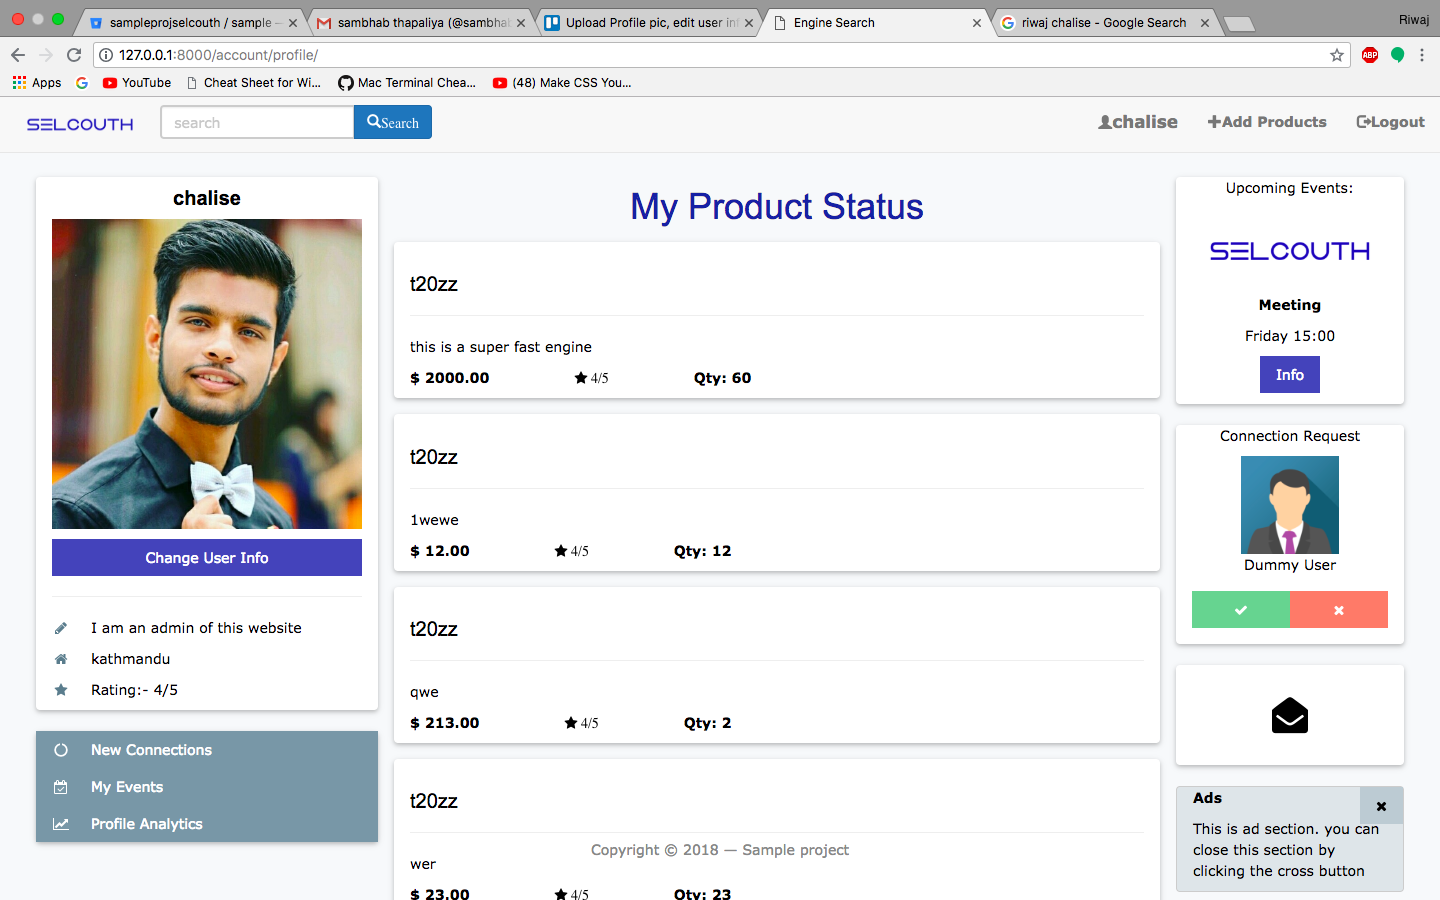 sampleprojselcouth / sample —
sambhab thapaliya (@sambhab
Upload Profile pic, edit user inf
Engine Search
riwaj chalise - Google Search
Riwaj
127.0.0.1:8000/account/profile/
ABP
Apps
YouTube
Cheat Sheet for Wi...
Mac Terminal Chea...
(48) Make CSS You...
SELCOUTH
search
Search
chalise
Add Products
Logout
chalise
Change User Info
I am an admin of this website
kathmandu
Rating:- 4/5
New Connections
My Events
Profile Analytics
My Product Status
t20zz
this is a super fast engine
$ 2000.00 4/5 Qty: 60
t20zz
1wewe
$ 12.00 4/5 Qty: 12
t20zz
qwe
$ 213.00 4/5 Qty: 2
t20zz
wer
$ 23.00 4/5 Qty: 23
Copyright © 2018 — Sample project
Upcoming Events:
SELCOUTH
Meeting
Friday 15:00
Info
Connection Request
Dummy User
Ads
This is ad section. you can
close this section by
clicking the cross button